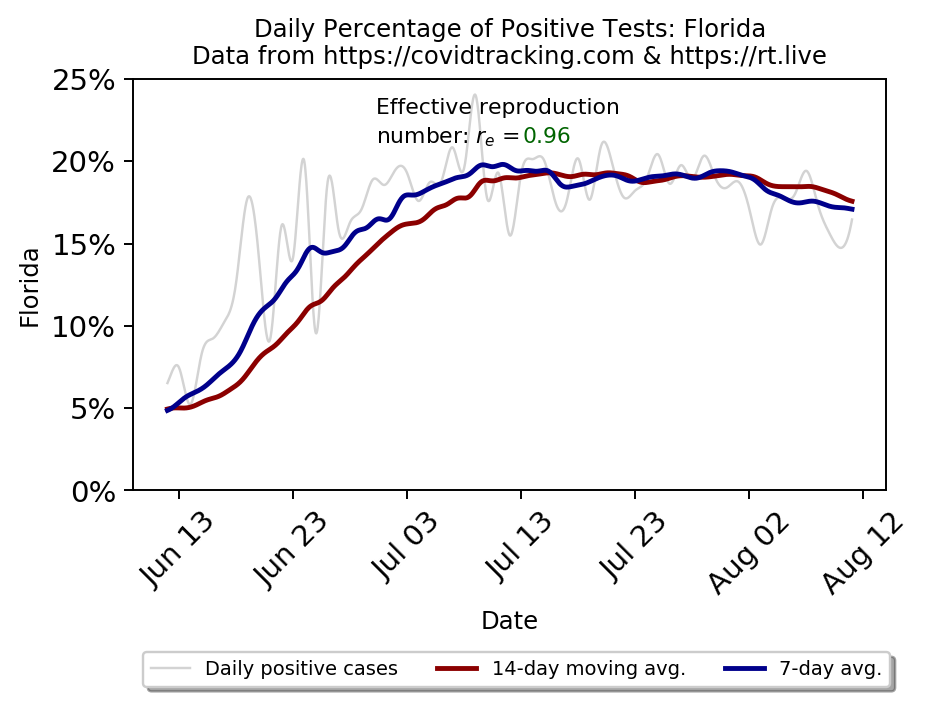 Daily Percentage of Positive Tests: Florida
Data from https://covidtracking.com & https://rt.live
25%
Effective reproduction
number: rₑ = 0.96
20%
15%
10%
5%
0%
Florida
Jun 13
Jun 23
Jul 03
Jul 13
Jul 23
Aug 02
Aug 12
Date
Daily positive cases
14-day moving avg.
7-day avg.